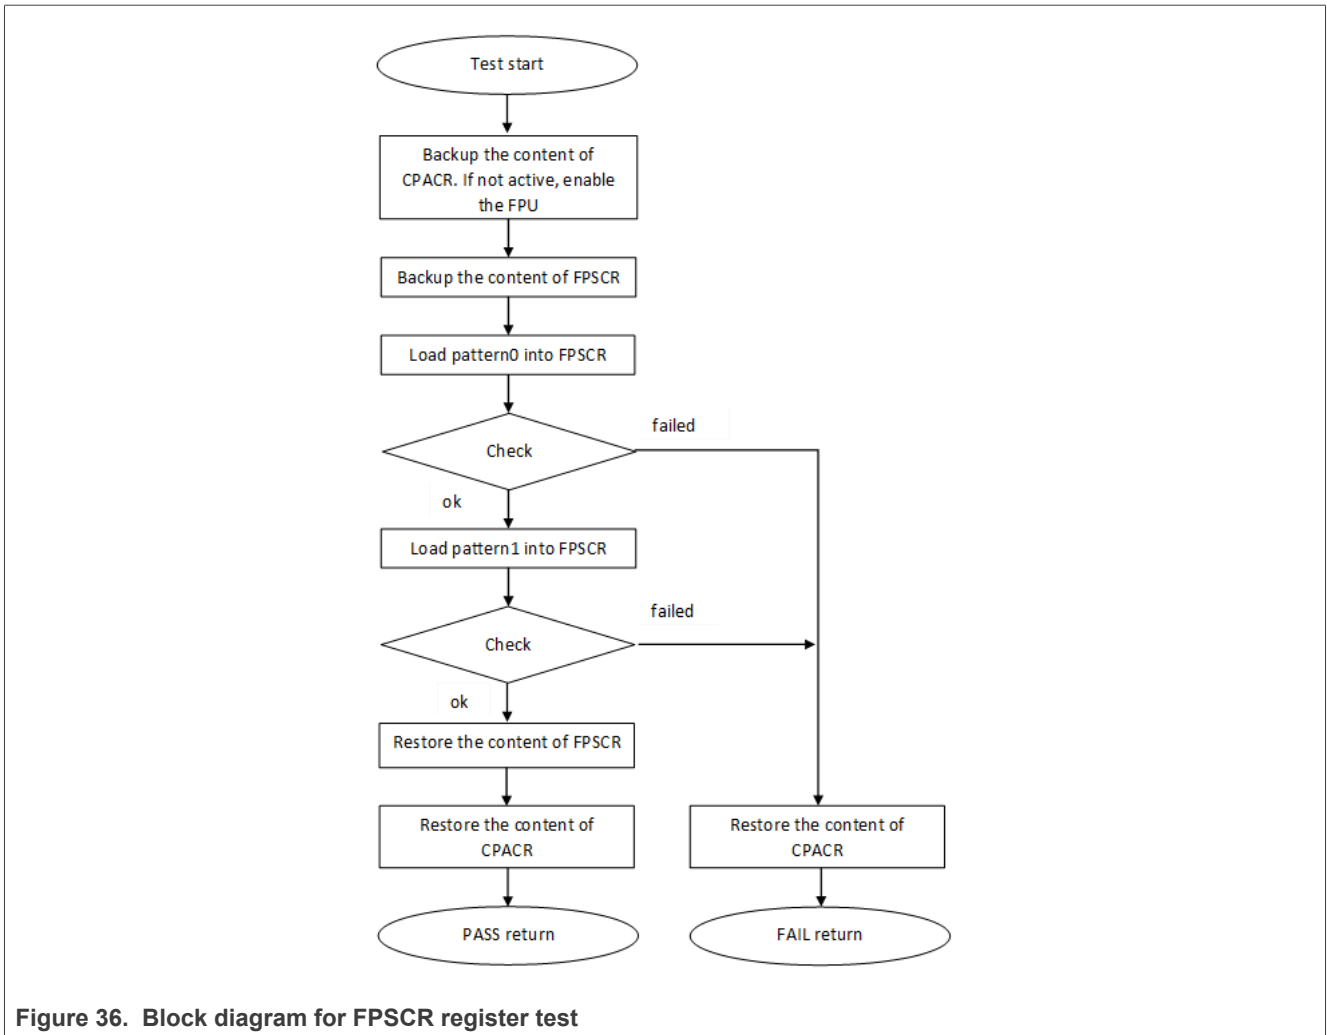 Test start
Backup the content of
CPACR. If not active, enable
the FPU
Backup the content of FPSCR
Load pattern0 into FPSCR
Check
failed
ok
Load pattern1 into FPSCR
Check
failed
ok
Restore the content of FPSCR
Restore the content of
CPACR
Restore the content of
CPACR
PASS return
FAIL return
Figure 36. Block diagram for FPSCR register test